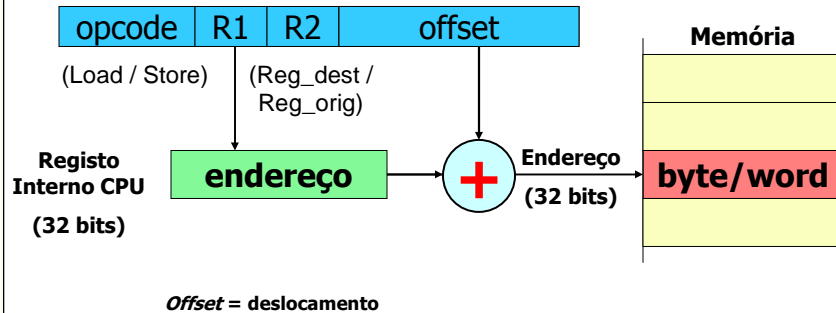 opcode R1 R2 offset
Memória
(Load / Store) (Reg_dest /
Reg_orig)
Registo
Interno CPU
(32 bits)
endereço
+
Endereço
(32 bits)
byte/word
Offset = deslocamento